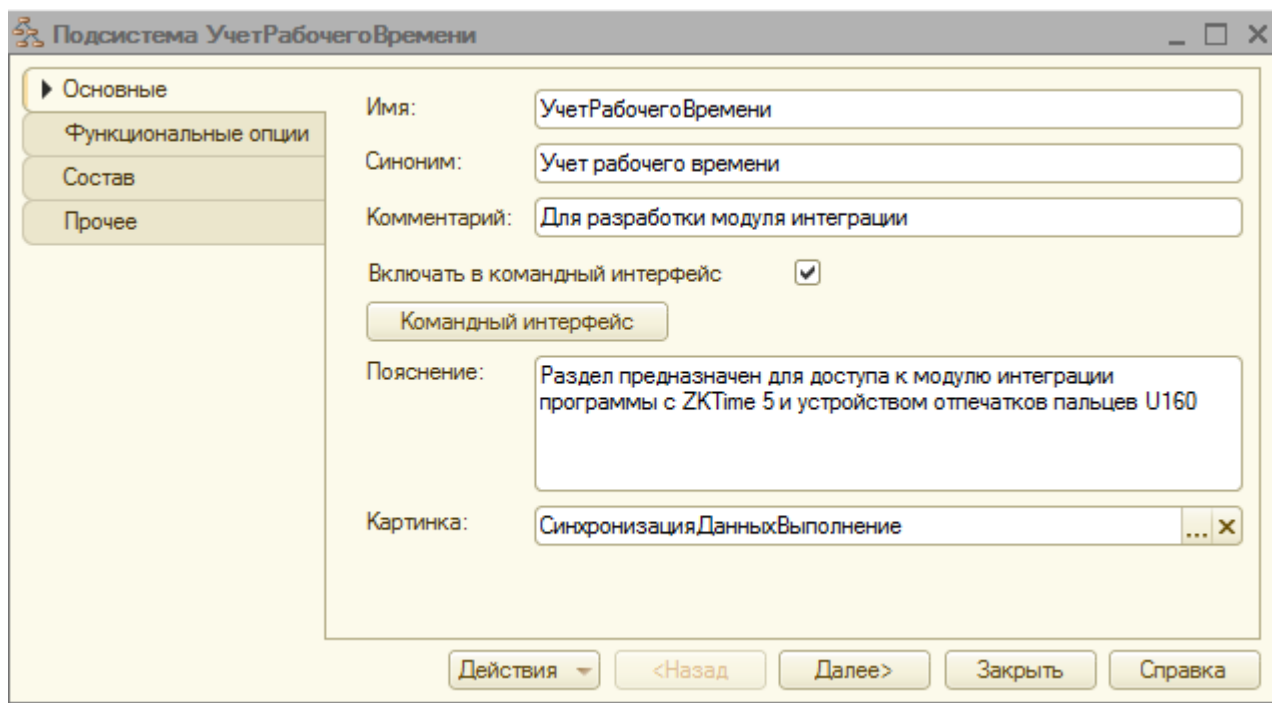 Подсистема УчетРабочегоВремени
Основные
Функциональные опции
Состав
Прочее
Имя: УчетРабочегоВремени
Синоним: Учет рабочего времени
Комментарий: Для разработки модуля интеграции
Включать в командный интерфейс
Командный интерфейс
Пояснение: Раздел предназначен для доступа к модулю интеграции
программы с ZKTime 5 и устройством отпечатков пальцев U160
Картинка: СинхронизацияДанныхВыполнение ...
Действия <Назад Далее> Закрыть Справка